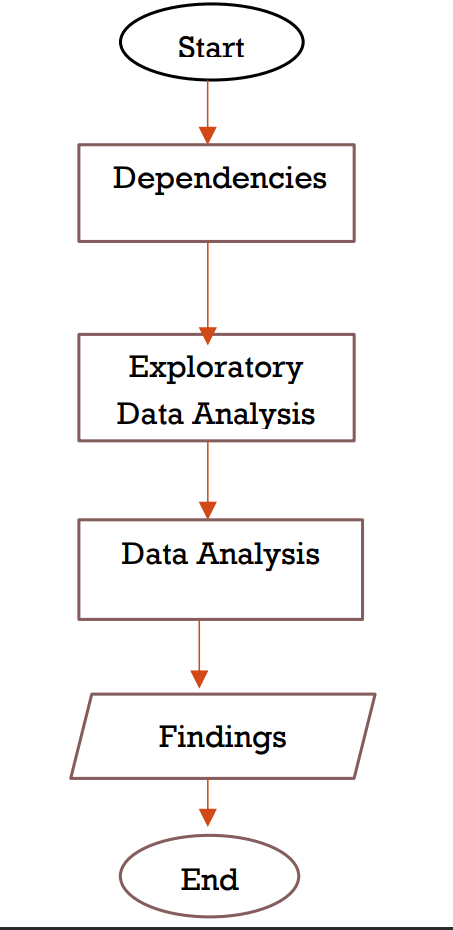 Start
Dependencies
Exploratory
Data Analysis
Data Analysis
Findings
End